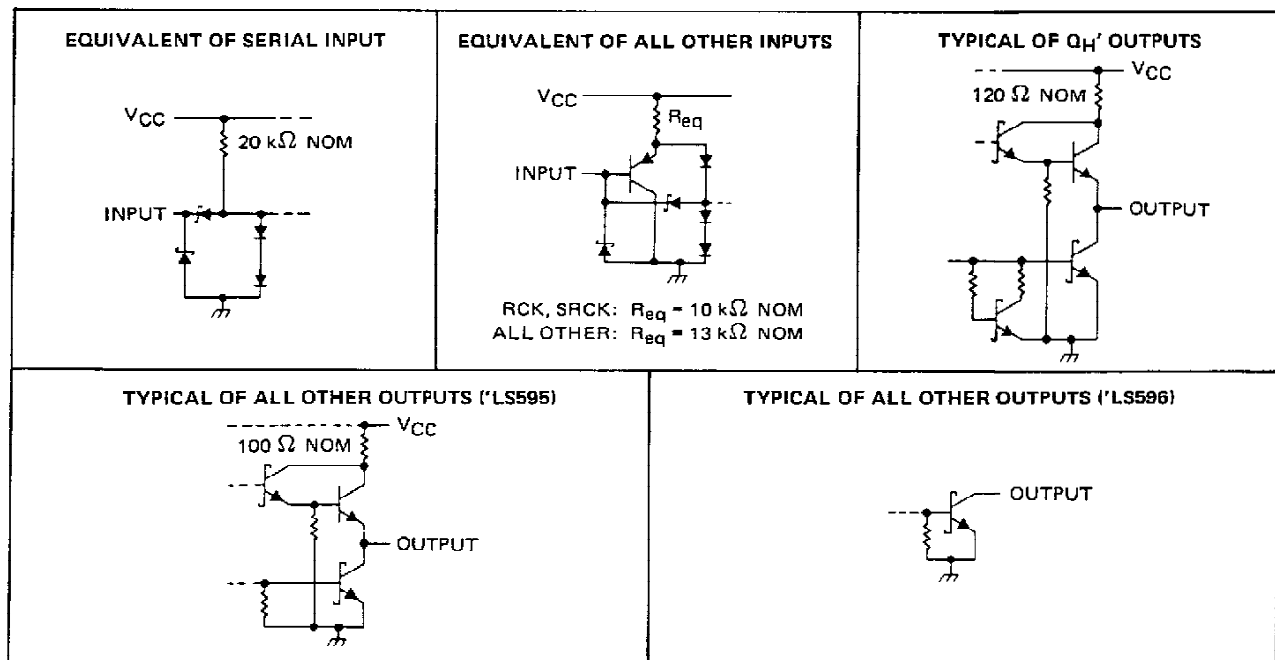 EQUIVALENT OF SERIAL INPUT
VCC
20 kΩ NOM
INPUT
EQUIVALENT OF ALL OTHER INPUTS
VCC
Req
INPUT
RCK, SRCK: Req = 10 kΩ NOM
ALL OTHER: Req = 13 kΩ NOM
TYPICAL OF QH' OUTPUTS
VCC
120 Ω NOM
OUTPUT
TYPICAL OF ALL OTHER OUTPUTS ('LS595)
VCC
100 Ω NOM
OUTPUT
TYPICAL OF ALL OTHER OUTPUTS ('LS596)
OUTPUT